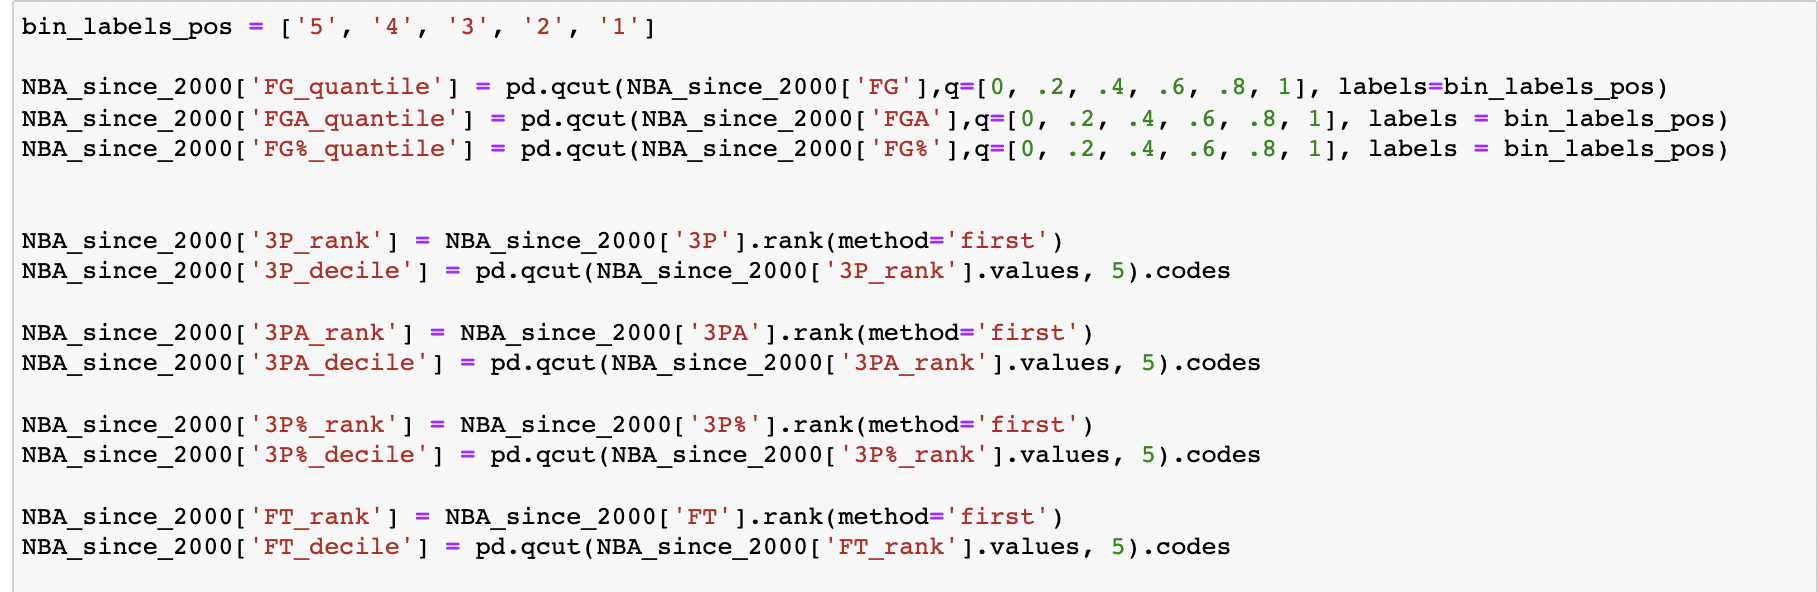 bin_labels_pos = ['5', '4', '3', '2', '1']
NBA_since_2000['FG_quantile'] = pd.qcut(NBA_since_2000['FG'],q=[0, .2, .4, .6, .8, 1], labels=bin_labels_pos)
NBA_since_2000['FGA_quantile'] = pd.qcut(NBA_since_2000['FGA'],q=[0, .2, .4, .6, .8, 1], labels = bin_labels_pos)
NBA_since_2000['FG%_quantile'] = pd.qcut(NBA_since_2000['FG%'],q=[0, .2, .4, .6, .8, 1], labels = bin_labels_pos)
NBA_since_2000['3P_rank'] = NBA_since_2000['3P'].rank(method='first')
NBA_since_2000['3P_decile'] = pd.qcut(NBA_since_2000['3P_rank'].values, 5).codes
NBA_since_2000['3PA_rank'] = NBA_since_2000['3PA'].rank(method='first')
NBA_since_2000['3PA_decile'] = pd.qcut(NBA_since_2000['3PA_rank'].values, 5).codes
NBA_since_2000['3P%_rank'] = NBA_since_2000['3P%'].rank(method='first')
NBA_since_2000['3P%_decile'] = pd.qcut(NBA_since_2000['3P%_rank'].values, 5).codes
NBA_since_2000['FT_rank'] = NBA_since_2000['FT'].rank(method='first')
NBA_since_2000['FT_decile'] = pd.qcut(NBA_since_2000['FT_rank'].values, 5).codes